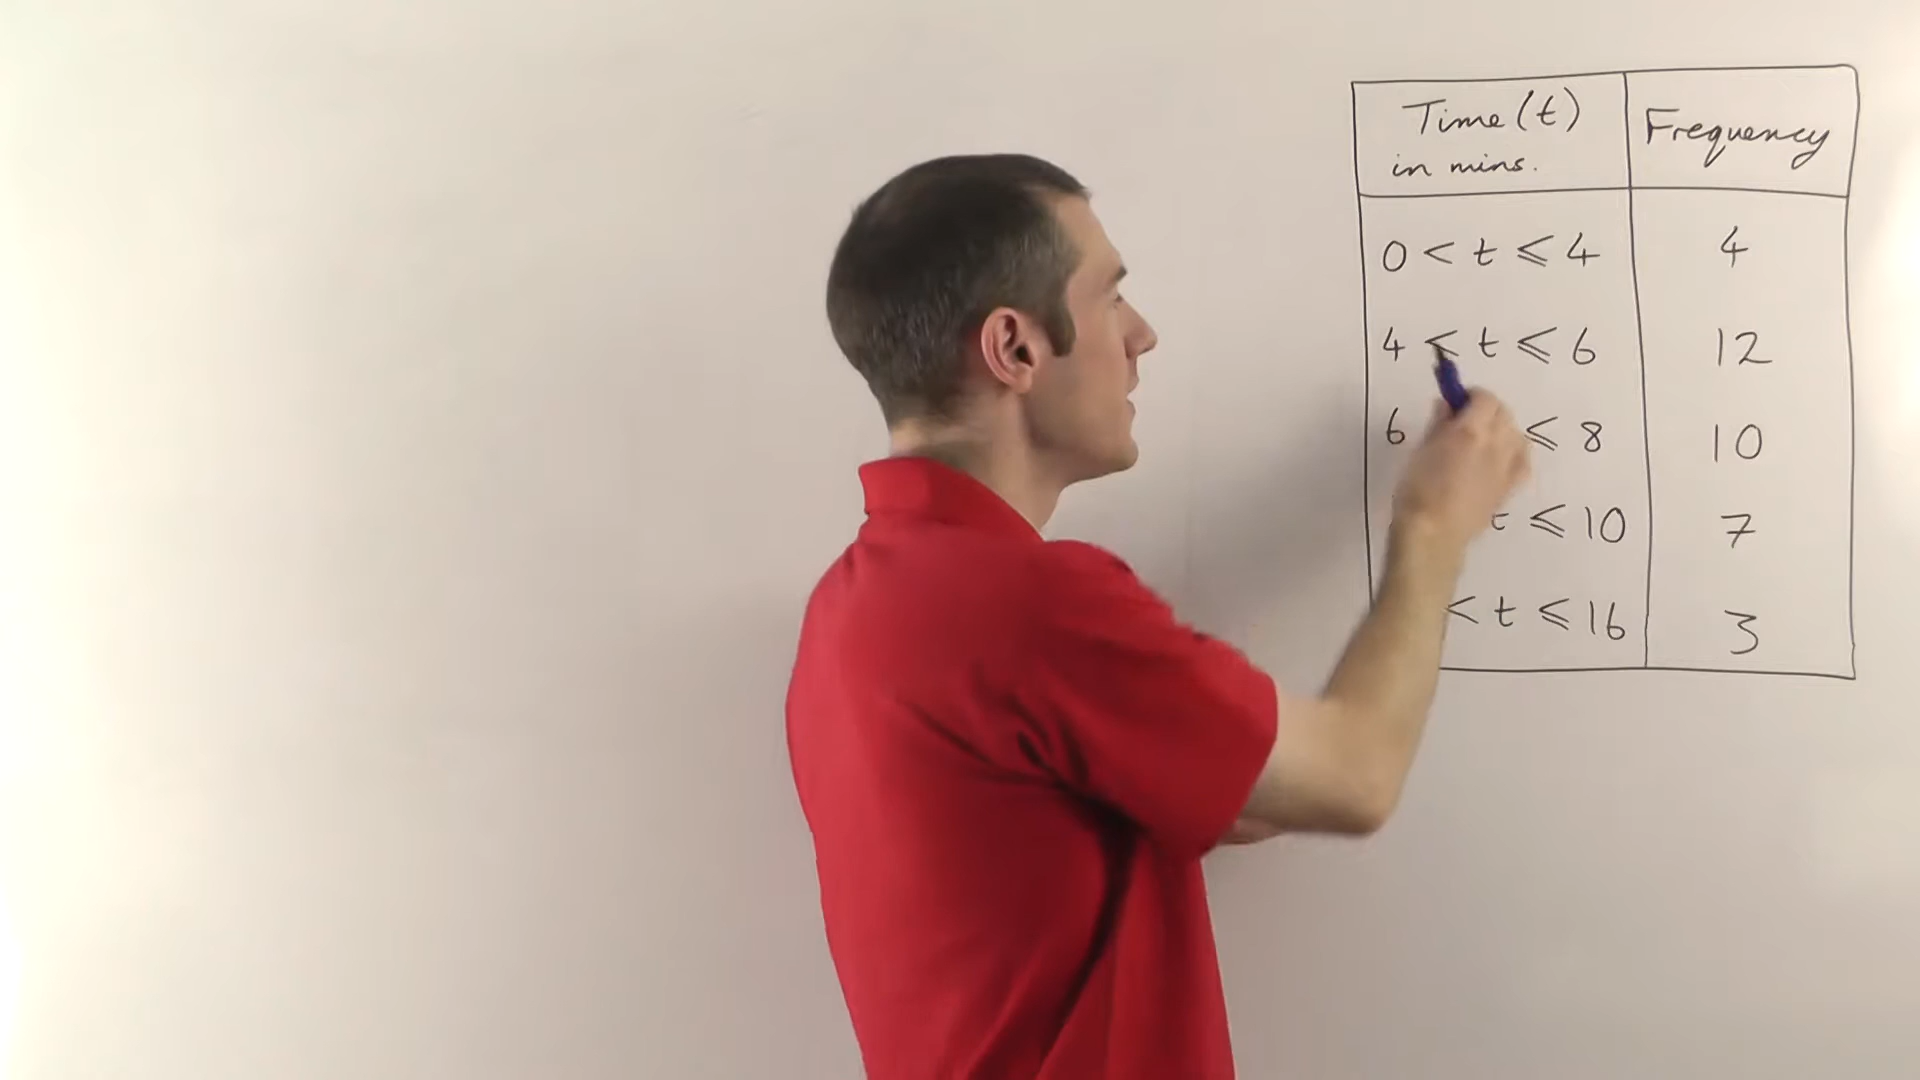 Time (t) Frequency
in mins.
0 < t ⩽ 4 4
4 < t ⩽ 6 12
6 ⩽ 8 10
t ⩽ 10 7
< t ⩽ 16 3